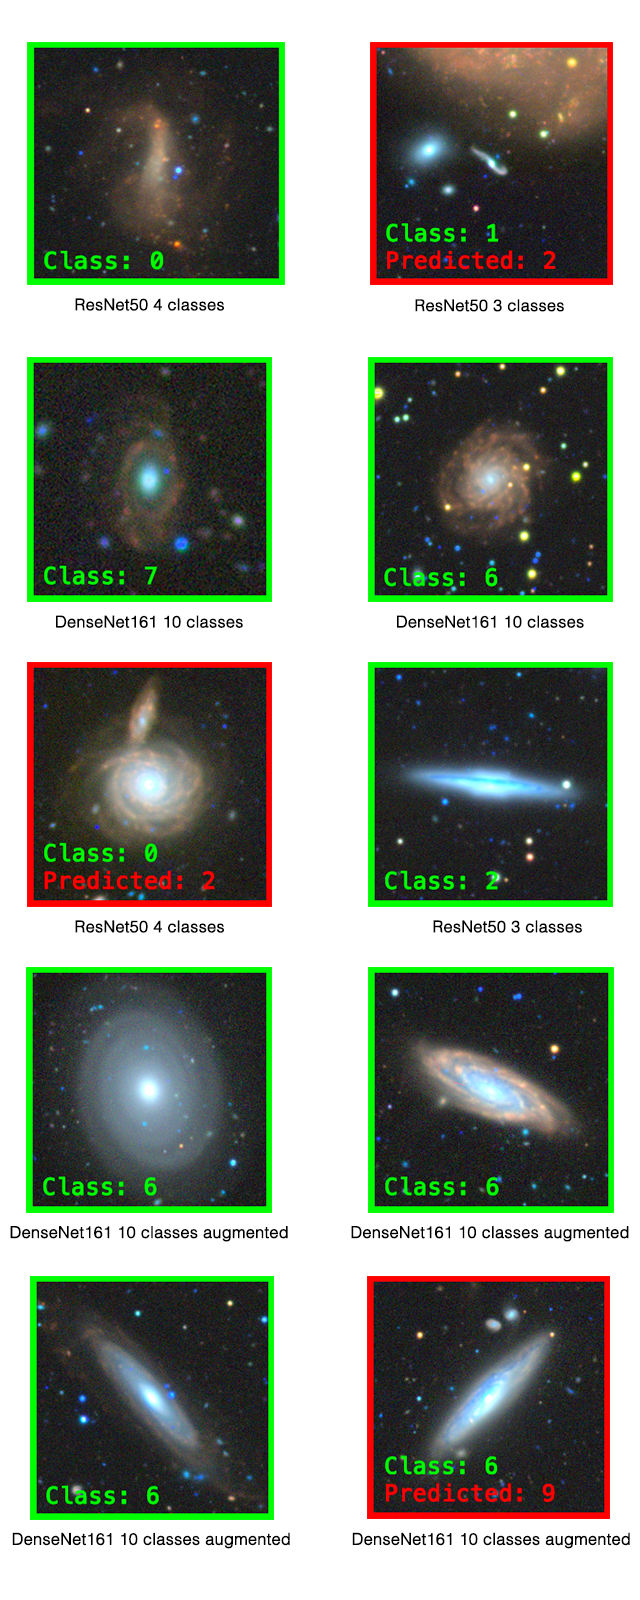 Class: 0
ResNet50 4 classes
Class: 1
Predicted: 2
ResNet50 3 classes
Class: 7
DenseNet161 10 classes
Class: 6
DenseNet161 10 classes
Class: 0
Predicted: 2
ResNet50 4 classes
Class: 2
ResNet50 3 classes
Class: 6
DenseNet161 10 classes augmented
Class: 6
DenseNet161 10 classes augmented
Class: 6
DenseNet161 10 classes augmented
Class: 6
Predicted: 9
DenseNet161 10 classes augmented